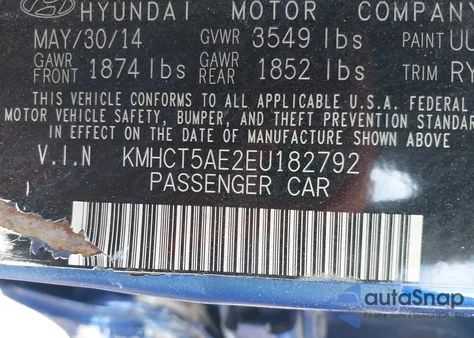 HYUNDAI MOTOR COMPANY
MAY/30/14 GVWR 3549 lbs PAINT UU
GAWR FRONT 1874 lbs GAWR REAR 1852 lbs TRIM RY
THIS VEHICLE CONFORMS TO ALL APPLICABLE U.S.A. FEDERAL
MOTOR VEHICLE SAFETY, BUMPER, AND THEFT PREVENTION STANDA
IN EFFECT ON THE DATE OF MANUFACTURE SHOWN ABOVE
V.I.N KMHCT5AE2EU182792
PASSENGER CAR
autoSnap